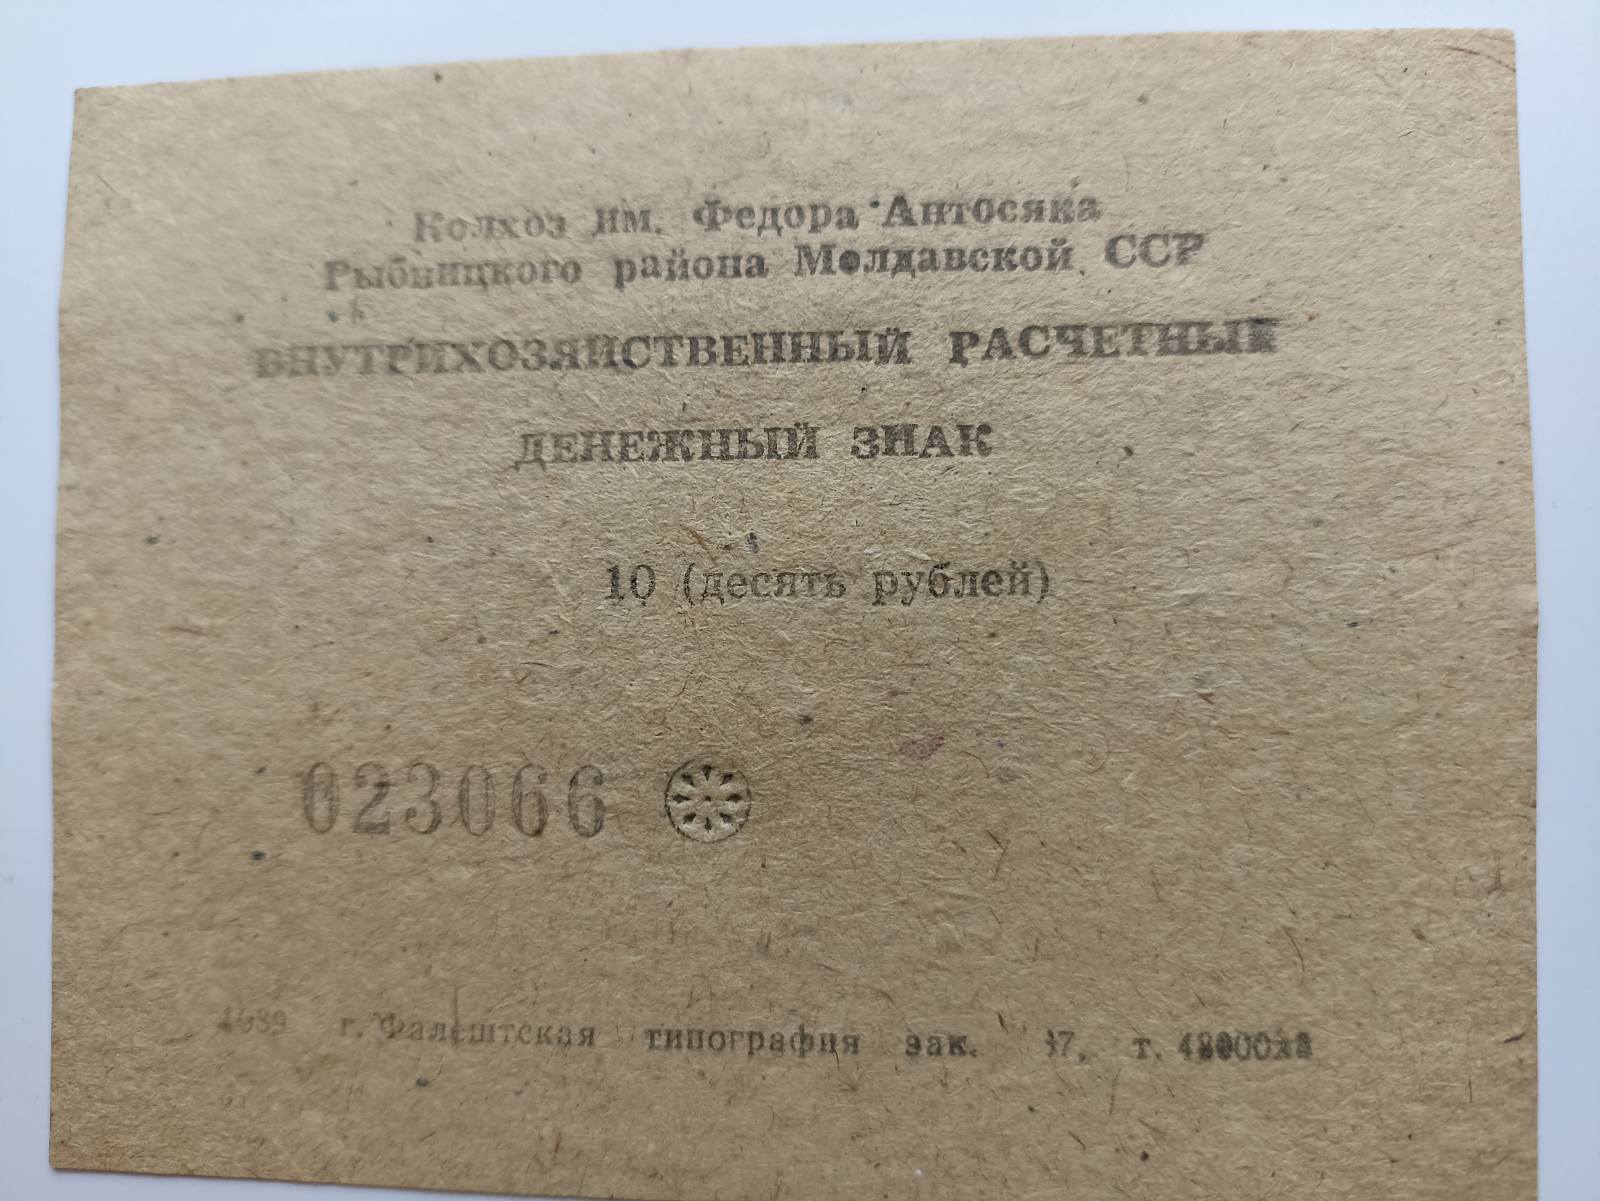 Колхоз им. Федора Антосяка
Рыбницкого района Молдавской ССР
ВНУТРИХОЗЯЙСТВЕННЫЙ РАСЧЕТНЫЙ
ДЕНЕЖНЫЙ ЗНАК
10 (десять рублей)
023066
1989 г. Фалештская типография зак. т.